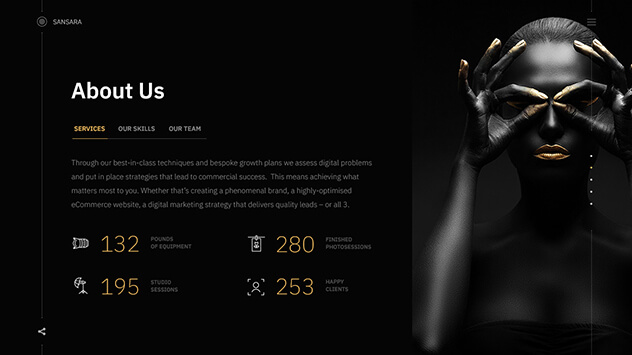 SANSARA
About Us
SERVICES OUR SKILLS OUR TEAM
Through our best-in-class techniques and bespoke growth plans we assess digital problems
and put in place strategies that lead to commercial success. This means achieving what
matters most to you. Whether that's creating a phenomenal brand, a highly-optimised
eCommerce website, a digital marketing strategy that delivers quality leads – or all 3.
132 POUNDS
OF EQUIPMENT
280 FINISHED
PHOTOSESSIONS
195 STUDIO
SESSIONS
253 HAPPY
CLIENTS